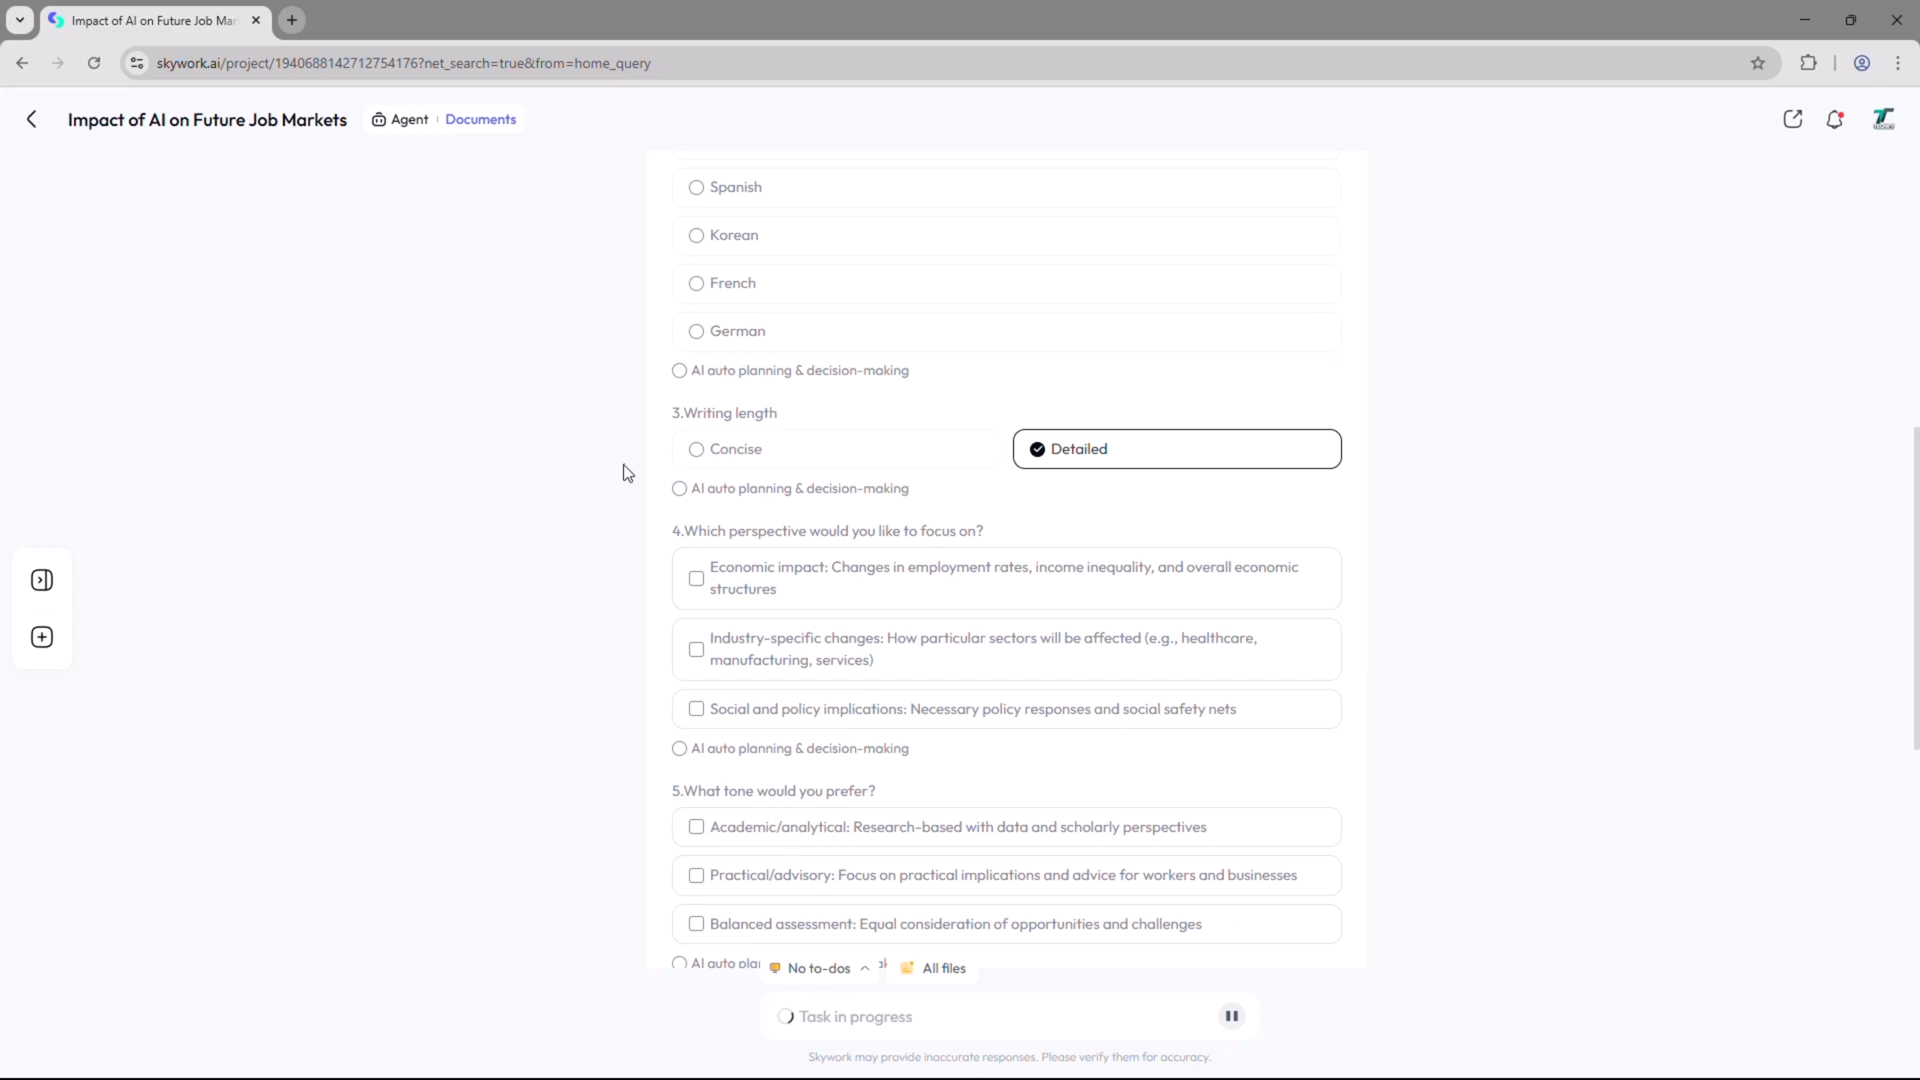 Impact of AI on Future Job Mar
skywork.ai/project/1940688142712754176?net_search=true&from=home_query
Impact of AI on Future Job Markets
Agent
Documents
Spanish
Korean
French
German
AI auto planning & decision-making
3.Writing length
Concise
Detailed
AI auto planning & decision-making
4.Which perspective would you like to focus on?
Economic impact: Changes in employment rates, income inequality, and overall economic
structures
Industry-specific changes: How particular sectors will be affected (e.g., healthcare,
manufacturing, services)
Social and policy implications: Necessary policy responses and social safety nets
AI auto planning & decision-making
5.What tone would you prefer?
Academic/analytical: Research-based with data and scholarly perspectives
Practical/advisory: Focus on practical implications and advice for workers and businesses
Balanced assessment: Equal consideration of opportunities and challenges
AI auto
No to-dos
All files
Task in progress
Skywork may provide inaccurate responses. Please verify them for accuracy.